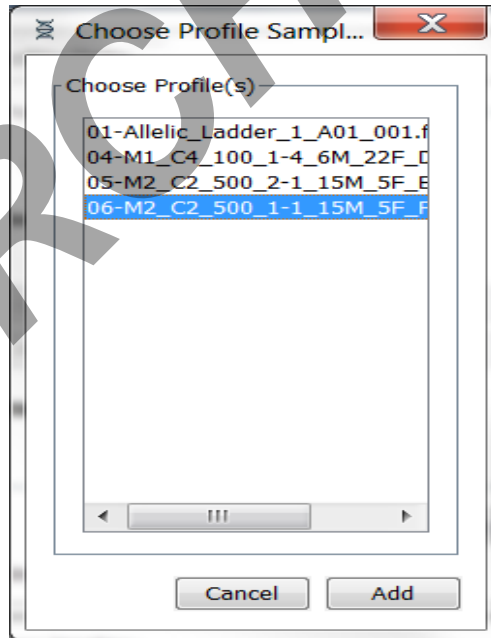 Choose Profile Sampl...
Choose Profile(s)
01-Allelic_Ladder_1_A01_001.f
04-M1_C4_100_1-4_6M_22F_D
05-M2_C2_500_2-1_15M_5F_E
06-M2_C2_500_1-1_15M_5F_F
Cancel
Add